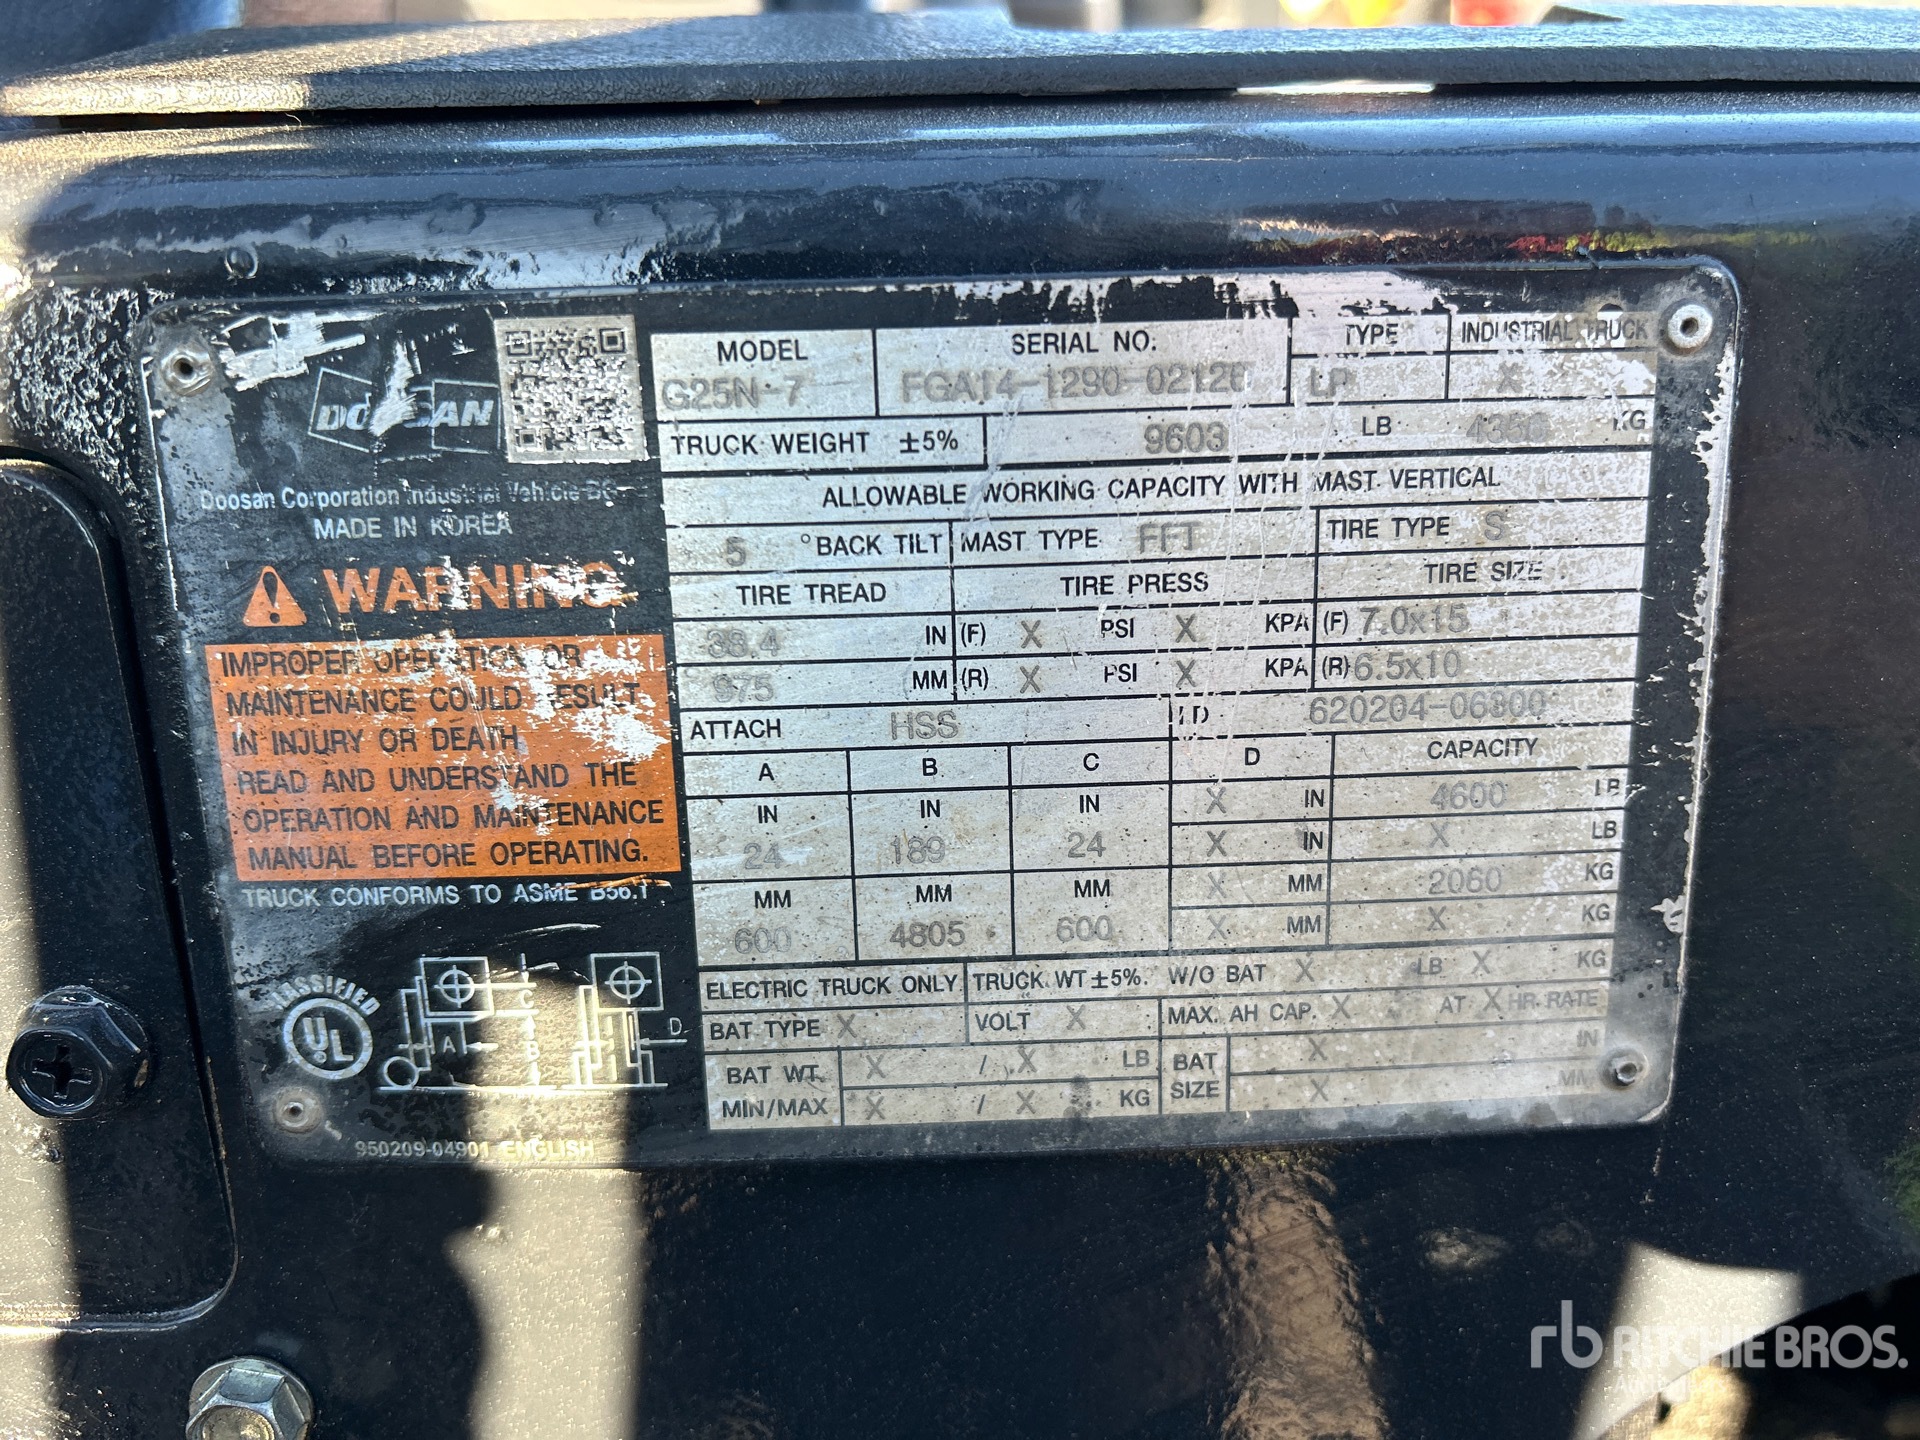 DOOSAN
Doosan Corporation Industrial Vehicle BG
MADE IN KOREA
WARNING
IMPROPER OPERATION OR
MAINTENANCE COULD RESULT
IN INJURY OR DEATH
READ AND UNDERSTAND THE
OPERATION AND MAINTENANCE
MANUAL BEFORE OPERATING.
TRUCK CONFORMS TO ASME B56.1
CLASSIFIED
UL
A B C D
950209-04901 ENGLISH
MODEL SERIAL NO. TYPE INDUSTRIAL TRUCK
G25N-7 FGA14-1290-02126 LP X
TRUCK WEIGHT ±5% 9603 LB 4356 KG
ALLOWABLE WORKING CAPACITY WITH MAST VERTICAL
5 °BACK TILT MAST TYPE FFT TIRE TYPE S
TIRE TREAD TIRE PRESS TIRE SIZE
38.4 IN (F) X PSI X KPA (F) 7.0x15
975 MM (R) X PSI X KPA (R) 6.5x10
ATTACH HSS I D 620204-06300
A B C D CAPACITY
IN IN IN X IN 4600 LB
24 189 24 X IN X LB
MM MM MM X MM 2060 KG
600 4805 600 X MM X KG
ELECTRIC TRUCK ONLY TRUCK WT ±5%. W/O BAT X LB X KG
BAT TYPE X VOLT X MAX. AH CAP. X AT X HR. RATE
BAT WT. X / X LB BAT X IN
MIN/MAX X / X KG SIZE X MM
rb RITCHIE BROS.